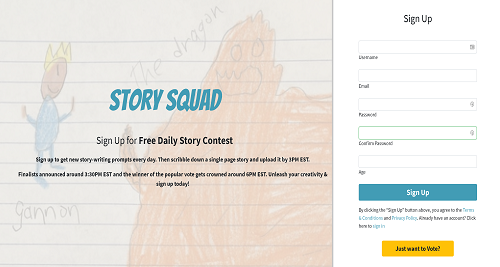 The dragon
STORY SQUAD
Sign Up for Free Daily Story Contest
Sign up to get new story-writing prompts every day. Then scribble down a single page story and upload it by 3PM EST.
Finalists announced around 3:30PM EST and the winner of the popular vote gets crowned around 6PM EST. Unleash your creativity &
sign up today!
gannon
Sign Up
Username
Email
Password
Confirm Password
Age
Sign Up
By clicking the "Sign Up" button above, you agree to the Terms
& Conditions and Privacy Policy. Already have an account? Click
here to sign in
Just want to Vote?